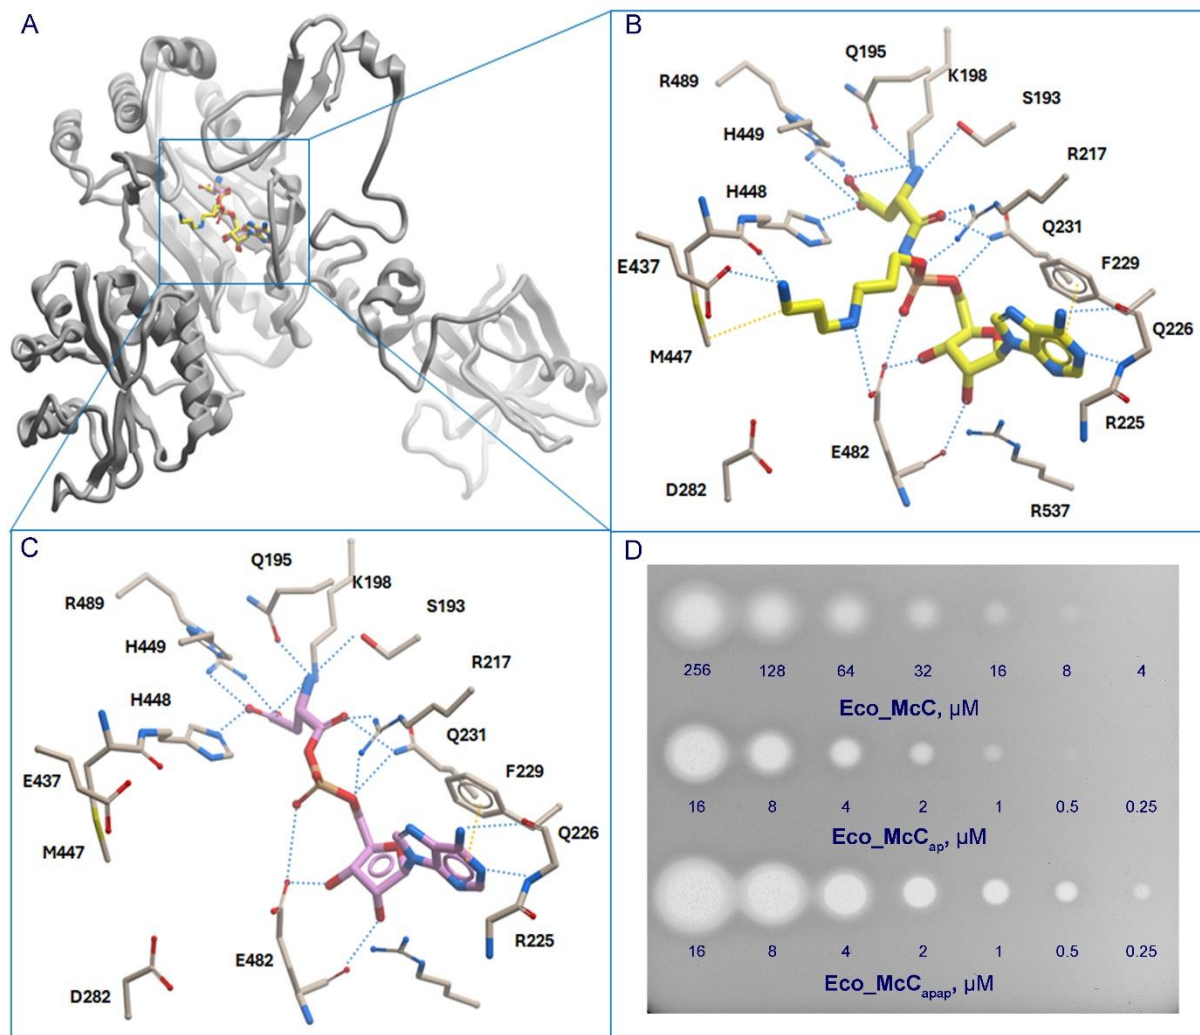 A
B
Q195
R489
K198
S193
H449
R217
H448
Q231
E437
F229
M447
Q226
R225
E482
D282
R537
C
Q195
K198
R489
S193
H449
R217
H448
Q231
E437
F229
M447
Q226
R225
E482
D282
D
256 128 64 32 16 8 4
Eco_McC, µM
16 8 4 2 1 0.5 0.25
Eco_McCap, µM
16 8 4 2 1 0.5 0.25
Eco_McCapap, µM